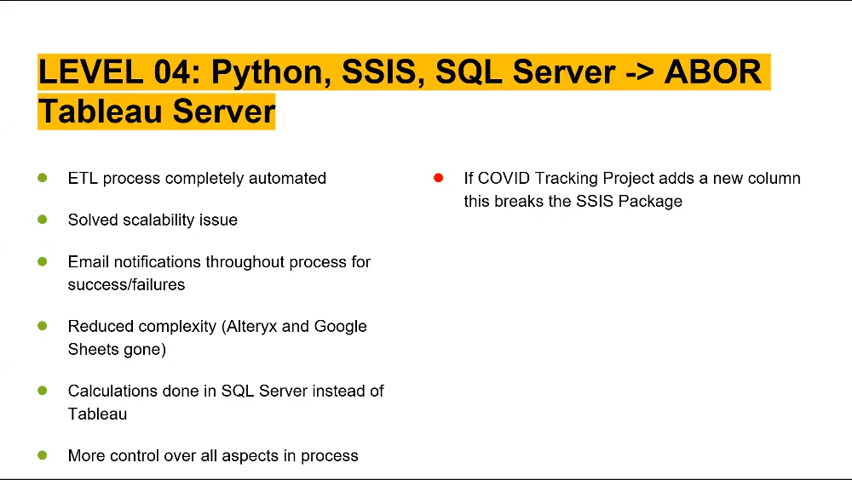 LEVEL 04: Python, SSIS, SQL Server -> ABOR
Tableau Server
ETL process completely automated
Solved scalability issue
Email notifications throughout process for
success/failures
Reduced complexity (Alteryx and Google
Sheets gone)
Calculations done in SQL Server instead of
Tableau
More control over all aspects in process
If COVID Tracking Project adds a new column
this breaks the SSIS Package